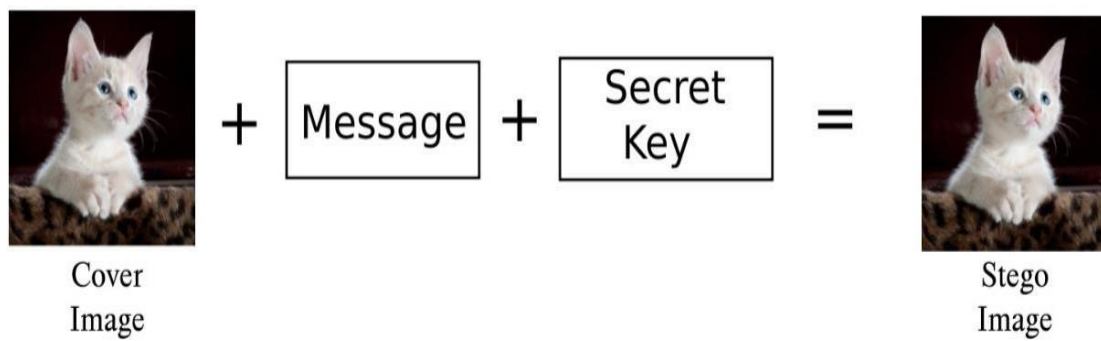 + Message + Secret Key =
Cover Image
Stego Image